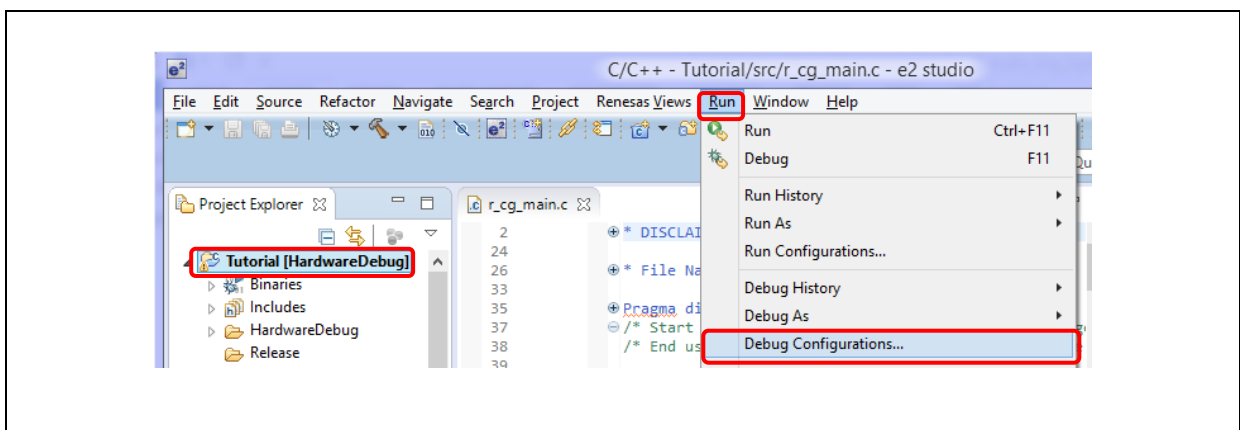 e²
C/C++ - Tutorial/src/r_cg_main.c - e2 studio
File Edit Source Refactor Navigate Search Project Renesas Views Run Window Help
010
Run Ctrl+F11
Debug F11
Qu
Project Explorer
.c r_cg_main.c
Run History
2 * DISCLAI
Run As
24
Tutorial [HardwareDebug]
26 * File Na
Run Configurations...
Binaries
33
Includes
35 Pragma di
Debug History
HardwareDebug
37 /* Start
Debug As
Release
38 /* End us
Debug Configurations...
39